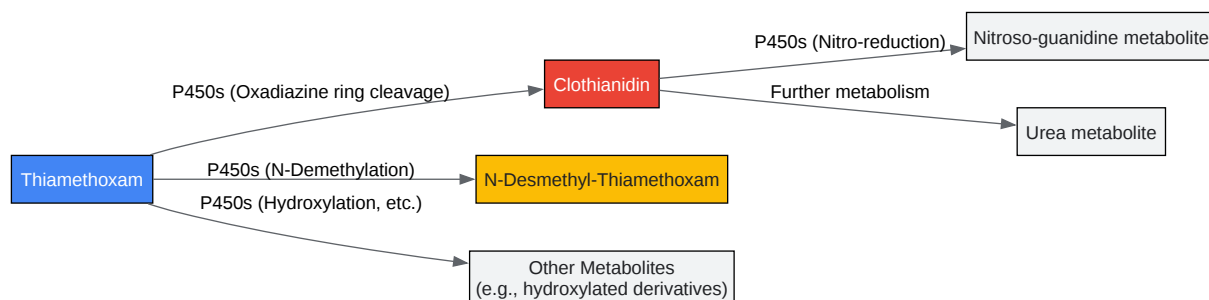 P450s (Nitro-reduction)
Nitroso-guanidine metabolite
P450s (Oxadiazine ring cleavage)
Clothianidin
Further metabolism
Urea metabolite
Thiamethoxam
P450s (N-Demethylation)
N-Desmethyl-Thiamethoxam
P450s (Hydroxylation, etc.)
Other Metabolites
(e.g., hydroxylated derivatives)